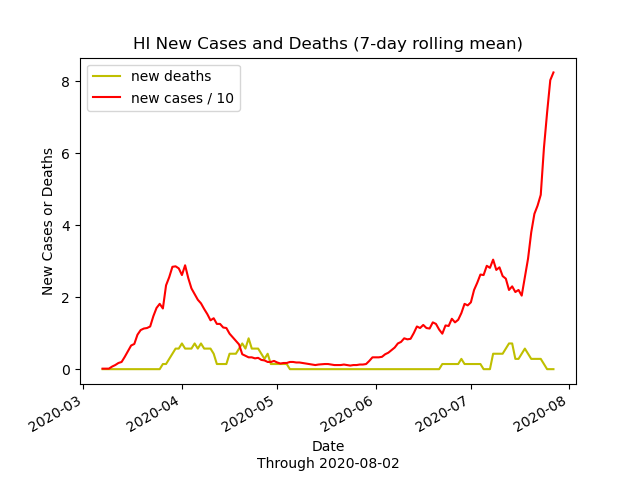 HI New Cases and Deaths (7-day rolling mean)
new deaths
new cases / 10
New Cases or Deaths
8
6
4
2
0
2020-03
2020-04
2020-05
2020-06
2020-07
2020-08
Date
Through 2020-08-02